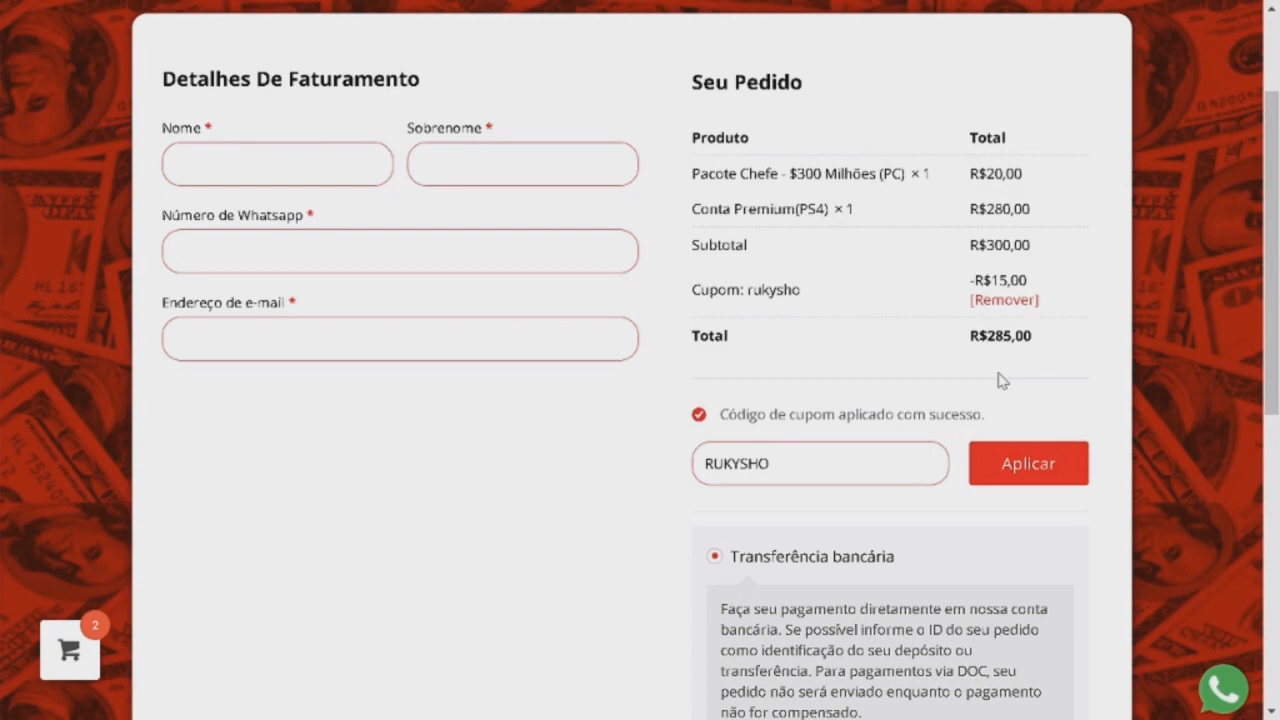 Detalhes De Faturamento
Nome *
Sobrenome *
Número de Whatsapp *
Endereço de e-mail *
Seu Pedido
Produto Total
Pacote Chefe - $300 Milhões (PC) × 1 R$20,00
Conta Premium(PS4) × 1 R$280,00
Subtotal R$300,00
Cupom: rukysho -R$15,00
[Remover]
Total R$285,00
Código de cupom aplicado com sucesso.
RUKYSHO
Aplicar
Transferência bancária
Faça seu pagamento diretamente em nossa conta
bancária. Se possível informe o ID do seu pedido
como identificação do seu depósito ou
transferência. Para pagamentos via DOC, seu
pedido não será enviado enquanto o pagamento
não for compensado.
2